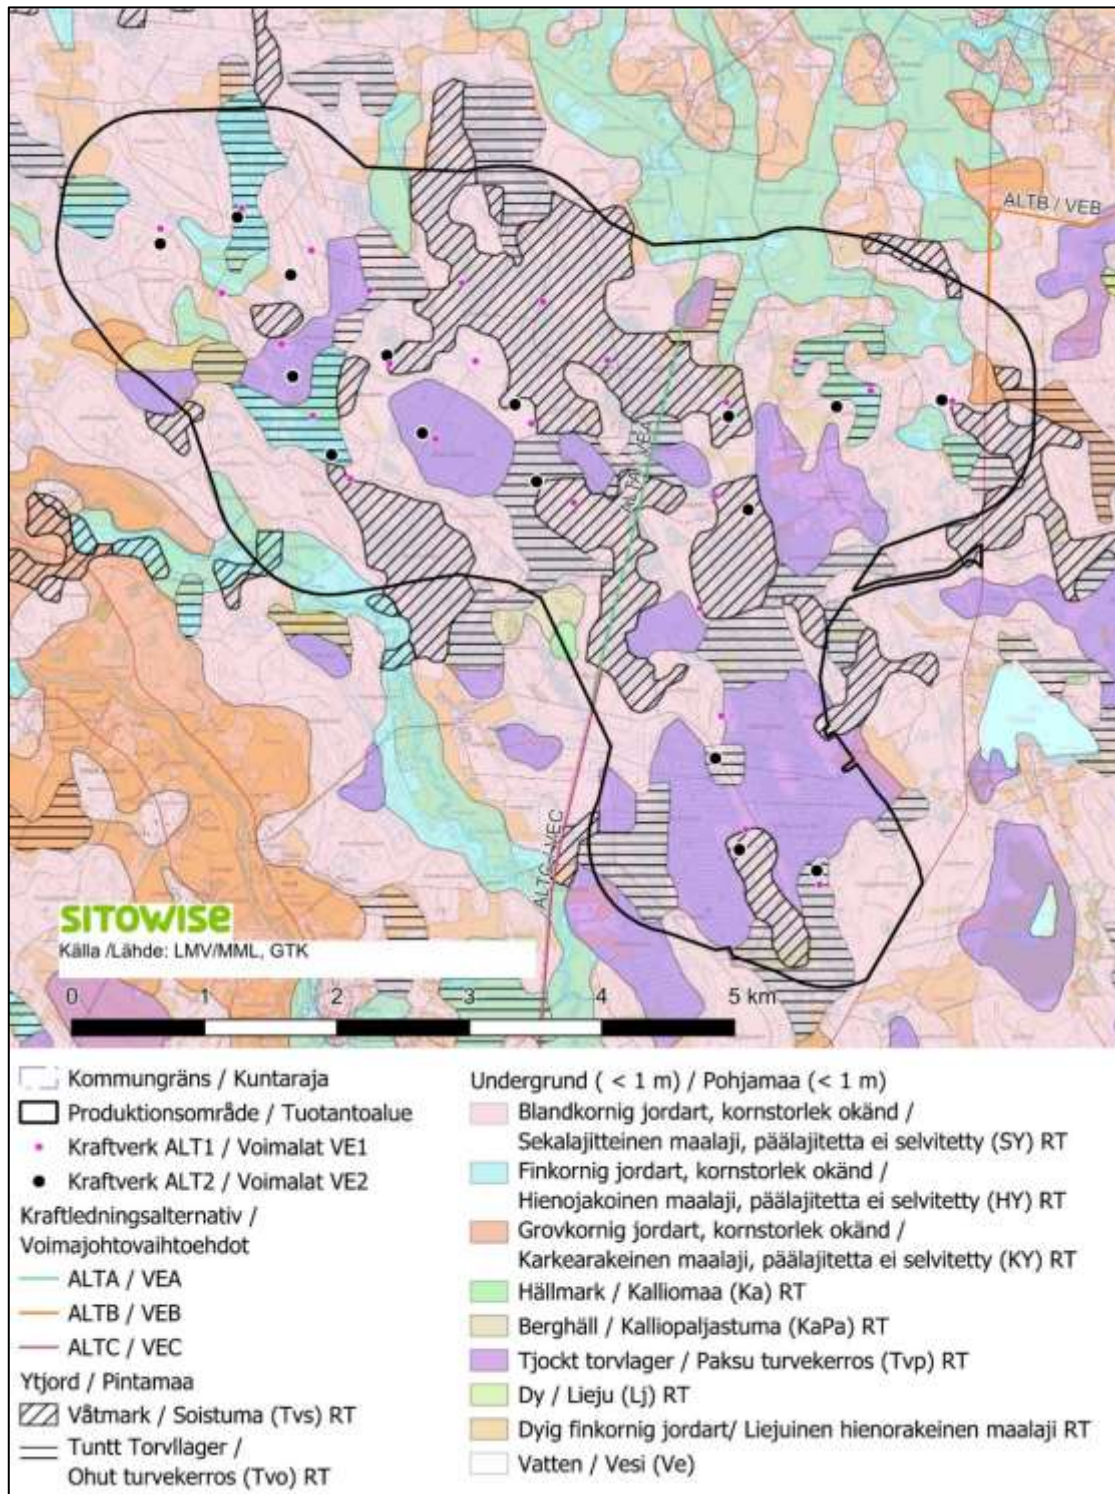 ALTB / VEB
ALTA / VEA
ALTC / VEC
SITOWISE
Källa /Lähde: LMV/MML, GTK
0 1 2 3 4 5 km
Kommungräns / Kuntaraja
Produktionsområde / Tuotantoalue
Kraftverk ALT1 / Voimalat VE1
Kraftverk ALT2 / Voimalat VE2
Kraftledningsalternativ /
Voimajohtovaihtoehdot
ALTA / VEA
ALTB / VEB
ALTC / VEC
Ytjord / Pintamaa
Våtmark / Soistuma (Tvs) RT
Tuntt Torvllager /
Ohut turvekerros (Tvo) RT
Undergrund ( < 1 m) / Pohjamaa (< 1 m)
Blandkornig jordart, kornstorlek okänd /
Sekalajitteinen maalaji, päälajitetta ei selvitetty (SY) RT
Finkornig jordart, kornstorlek okänd /
Hienojakoinen maalaji, päälajitetta ei selvitetty (HY) RT
Grovkornig jordart, kornstorlek okänd /
Karkearakeinen maalaji, päälajitetta ei selvitetty (KY) RT
Hällmark / Kalliomaa (Ka) RT
Berghäll / Kalliopaljastuma (KaPa) RT
Tjockt torvlager / Paksu turvekerros (Tvp) RT
Dy / Lieju (Lj) RT
Dyig finkornig jordart/ Liejuinen hienorakeinen maalaji RT
Vatten / Vesi (Ve)